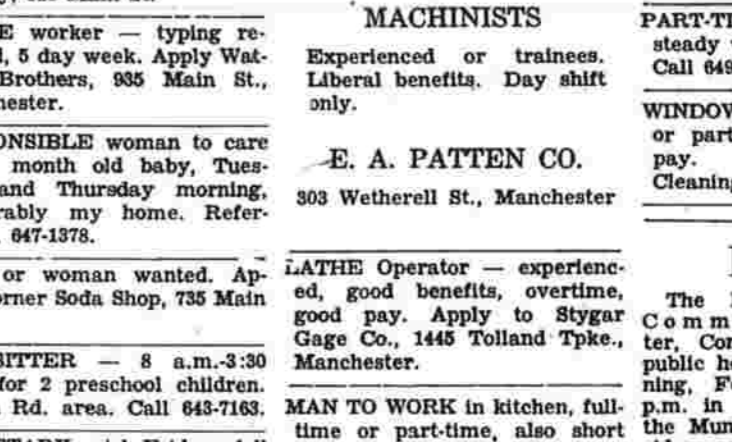 E worker — typing re-
, 5 day week. Apply Wat-
Brothers, 935 Main St.,
hester.
ONSIBLE woman to care
month old baby, Tues-
and Thursday morning,
rably my home. Refer-
647-1378.
or woman wanted. Ap-
orner Soda Shop, 735 Main
SITTER — 8 a.m.-3:30
for 2 preschool children.
Rd. area. Call 643-7163.
MACHINISTS
Experienced or trainees.
Liberal benefits. Day shift
only.
E. A. PATTEN CO.
303 Wetherell St., Manchester
LATHE Operator — experienc-
ed, good benefits, overtime,
good pay. Apply to Stygar
Gage Co., 1445 Tolland Tpke.,
Manchester.
MAN TO WORK in kitchen, full-
time or part-time, also short
PART-TI
steady
Call 649
WINDOW
or part
pay.
Cleaning
The
Comm
ter, Con
public he
ning, F
p.m. in
the Mun